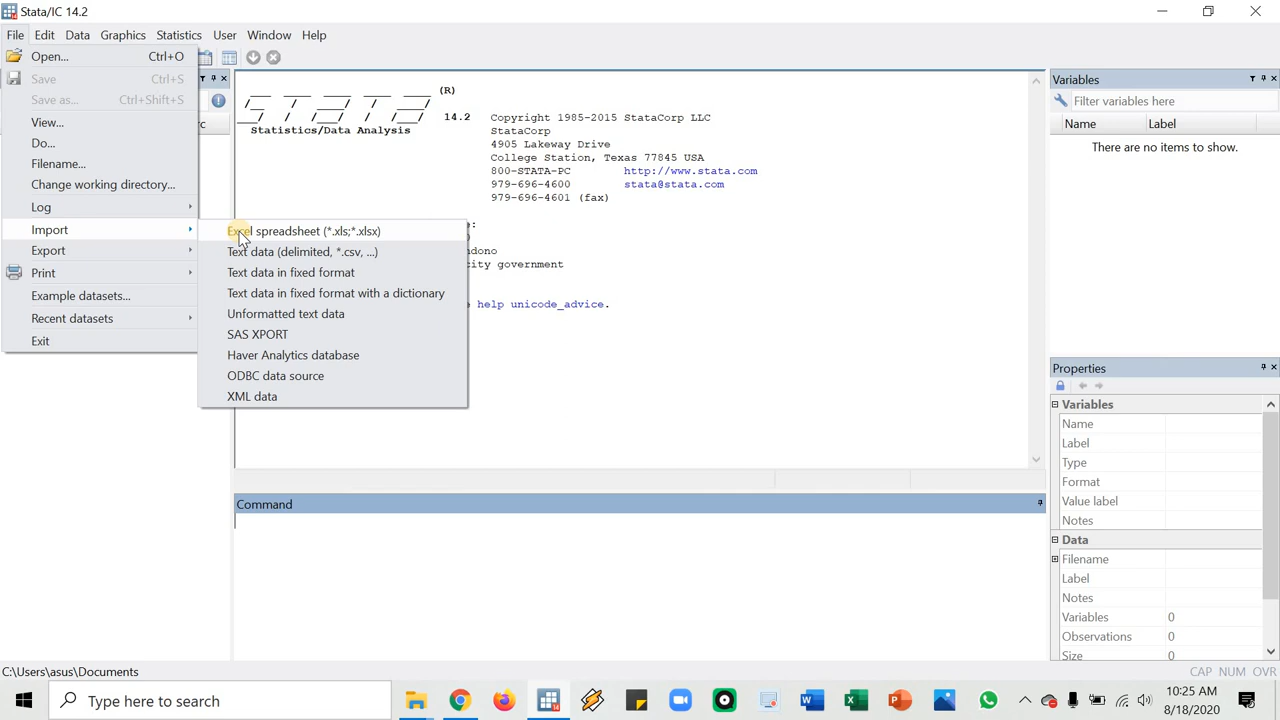 Stata/IC 14.2
File Edit Data Graphics Statistics User Window Help
Open... Ctrl+O
Save Ctrl+S
Save as... Ctrl+Shift+S
View...
Do...
Filename...
Change working directory...
Log
Import
Export
Print
Example datasets...
Recent datasets
Exit
Excel spreadsheet (*.xls;*.xlsx)
Text data (delimited, *.csv, ...)
Text data in fixed format
Text data in fixed format with a dictionary
Unformatted text data
SAS XPORT
Haver Analytics database
ODBC data source
XML data
(R)
14.2 Copyright 1985-2015 StataCorp LLC
Statistics/Data Analysis StataCorp
4905 Lakeway Drive
College Station, Texas 77845 USA
800-STATA-PC http://www.stata.com
979-696-4600 stata@stata.com
979-696-4601 (fax)
help unicode_advice.
Command
Variables
Filter variables here
Name Label
There are no items to show.
Properties
Variables
Name
Label
Type
Format
Value label
Notes
Data
Filename
Label
Notes
Variables 0
Observations 0
Size 0
C:\Users\asus\Documents
CAP NUM OVR
Type here to search
10:25 AM
8/18/2020